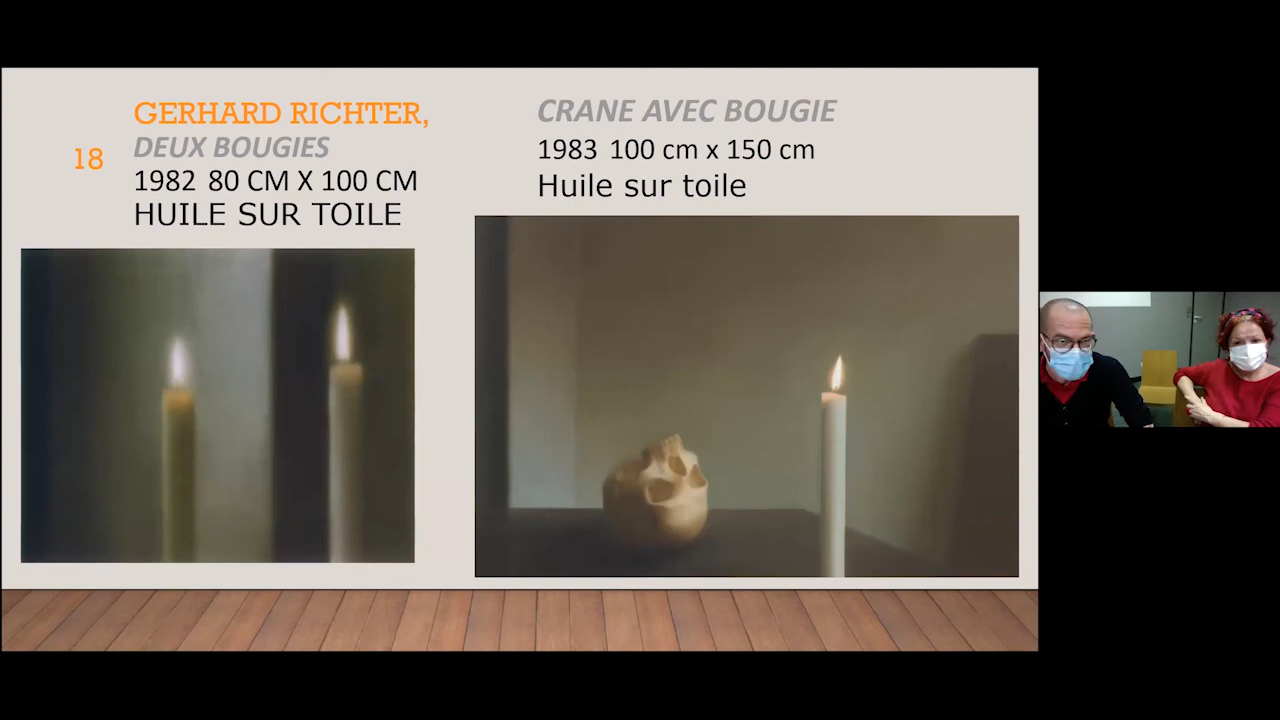 GERHARD RICHTER,
DEUX BOUGIES
18
1982 80 CM X 100 CM
HUILE SUR TOILE
CRANE AVEC BOUGIE
1983 100 cm x 150 cm
Huile sur toile